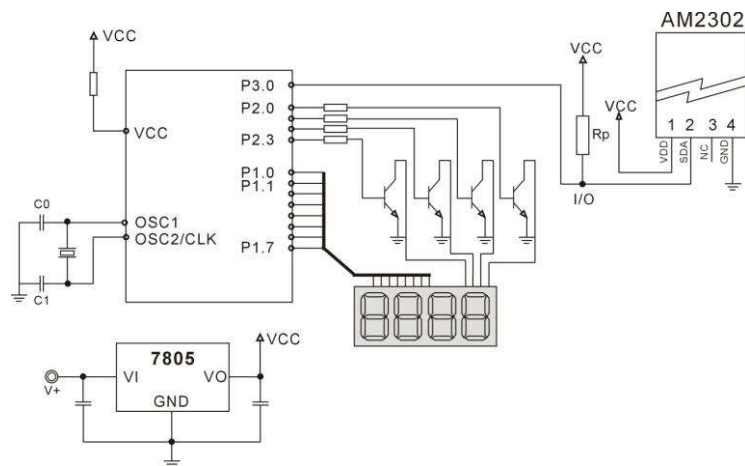 AM2302
VCC
P3.0
VCC
P2.0
VCC
VCC
P2.3
Rp
1 2 3 4
VDD
SDA
NC
GND
P1.0
P1.1
I/O
C0
OSC1
OSC2/CLK
P1.7
C1
7805
VCC
V+
VI
VO
GND